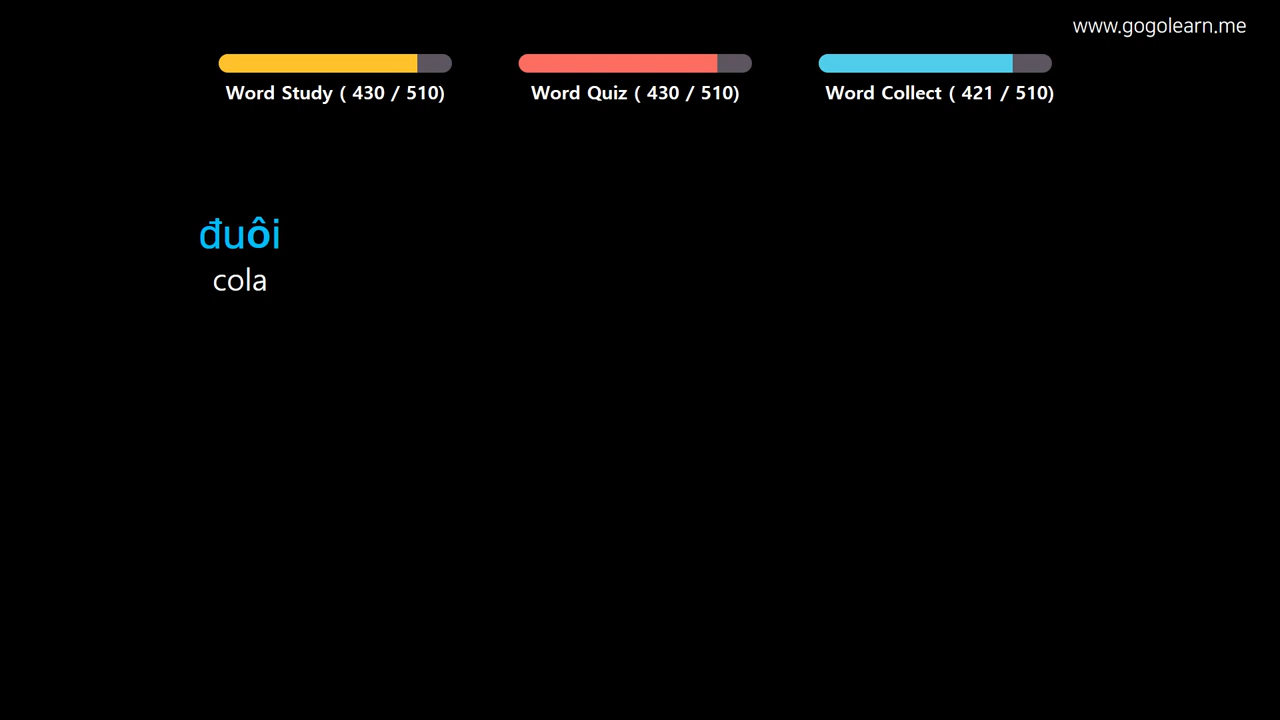 www.gogolearn.me
Word Study ( 430 / 510)
Word Quiz ( 430 / 510)
Word Collect ( 421 / 510)
đuôi
cola